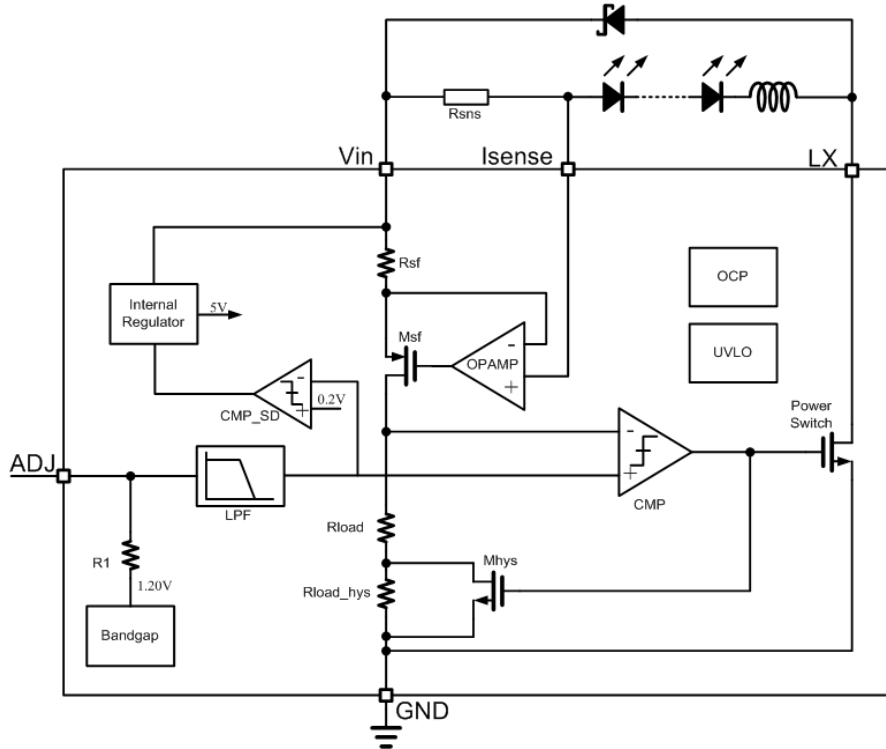 Rsns
Vin
Isense
LX
Rsf
OCP
Internal
Regulator
5V
Msf
-
OPAMP
+
UVLO
-
+
0.2V
CMP_SD
Power
Switch
ADJ
-
+
CMP
LPF
Rload
R1
Mhys
1.20V
Rload_hys
Bandgap
GND